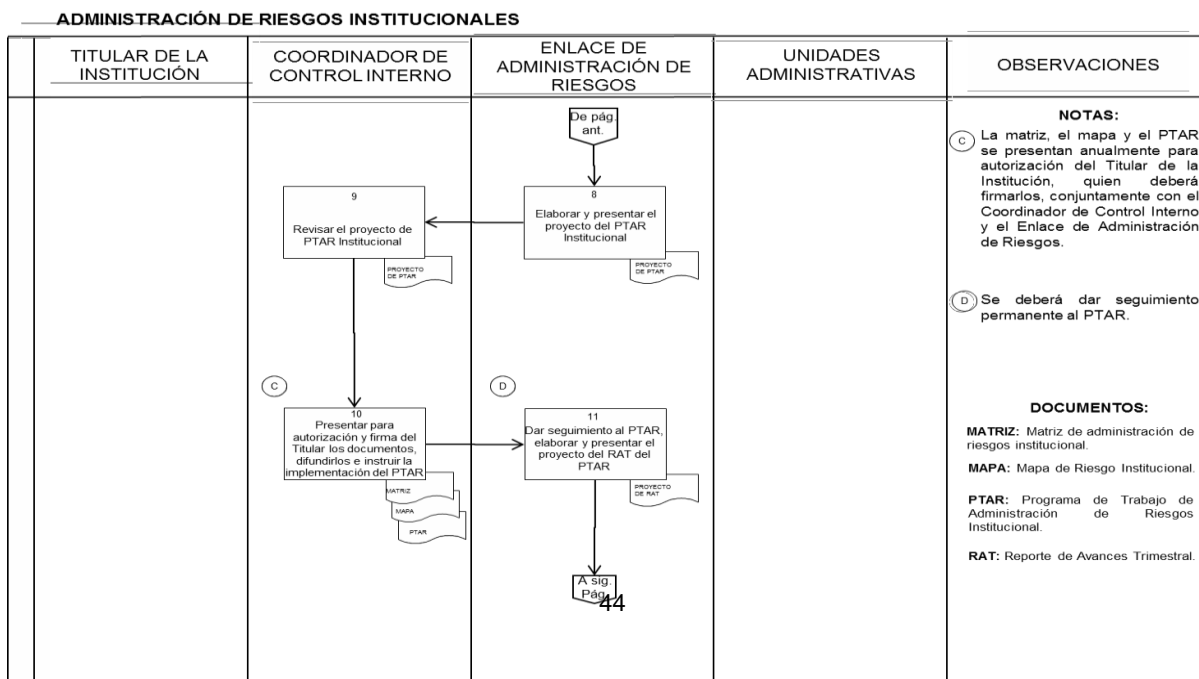 ADMINISTRACIÓN DE RIESGOS INSTITUCIONALES
TITULAR DE LA
INSTITUCIÓN
COORDINADOR DE
CONTROL INTERNO
ENLACE DE
ADMINISTRACIÓN DE
RIESGOS
UNIDADES
ADMINISTRATIVAS
OBSERVACIONES
De pág.
ant.
8
Elaborar y presentar el
proyecto del PTAR
Institucional
PROYECTO
DE PTAR
9
Revisar el proyecto de
PTAR Institucional
PROYECTO
DE PTAR
C
10
Presentar para
autorización y firma del
Titular los documentos,
difundirlos e instruir la
implementación del PTAR
MATRIZ
MAPA
PTAR
D
11
Dar seguimiento al PTAR,
elaborar y presentar el
proyecto del RAT del
PTAR
PROYECTO
DE RAT
A sig.
Pág.
44
NOTAS:
C La matriz, el mapa y el PTAR
se presentan anualmente para
autorización del Titular de la
Institución, quien deberá
firmarlos, conjuntamente con el
Coordinador de Control Interno
y el Enlace de Administración
de Riesgos.
D Se deberá dar seguimiento
permanente al PTAR.
DOCUMENTOS:
MATRIZ: Matriz de administración de
riesgos institucional.
MAPA: Mapa de Riesgo Institucional.
PTAR: Programa de Trabajo de
Administración de Riesgos
Institucional.
RAT: Reporte de Avances Trimestral.